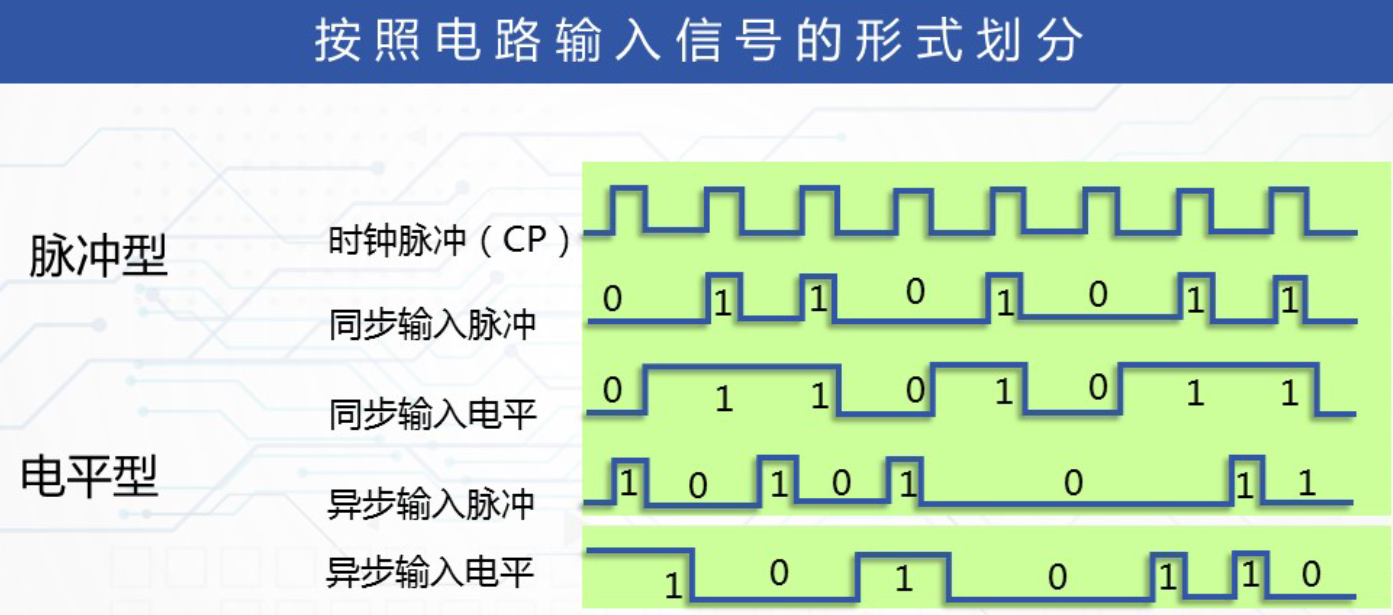 按照电路输入信号的形式划分
脉冲型
时钟脉冲（CP）
同步输入脉冲
0 1 1 0 1 0 1 1
同步输入电平
0 1 1 0 1 0 1 1
电平型
异步输入脉冲
1 0 1 0 1 0 1 1
异步输入电平
1 0 1 0 1 1 0